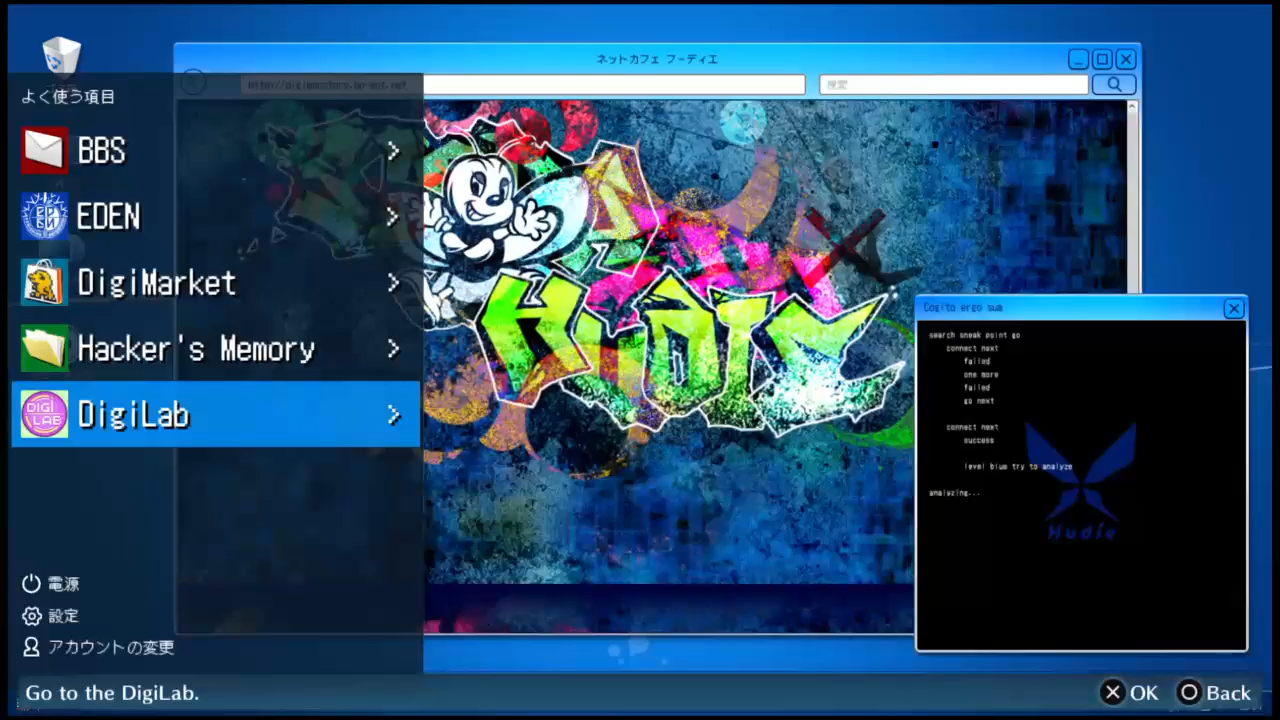 ネットカフェ フーディエ
検索
よく使う項目
BBS
EDEN
DigiMarket
Hacker's Memory
DIGI LAB
DigiLab
HUDIE
Cogito ergo sum
search sneak point go
connect next
failed
one more
failed
go next
connect next
success
level blue try to analyze
analyzing...
Hudie
電源
設定
アカウントの変更
Go to the DigiLab.
OK
Back